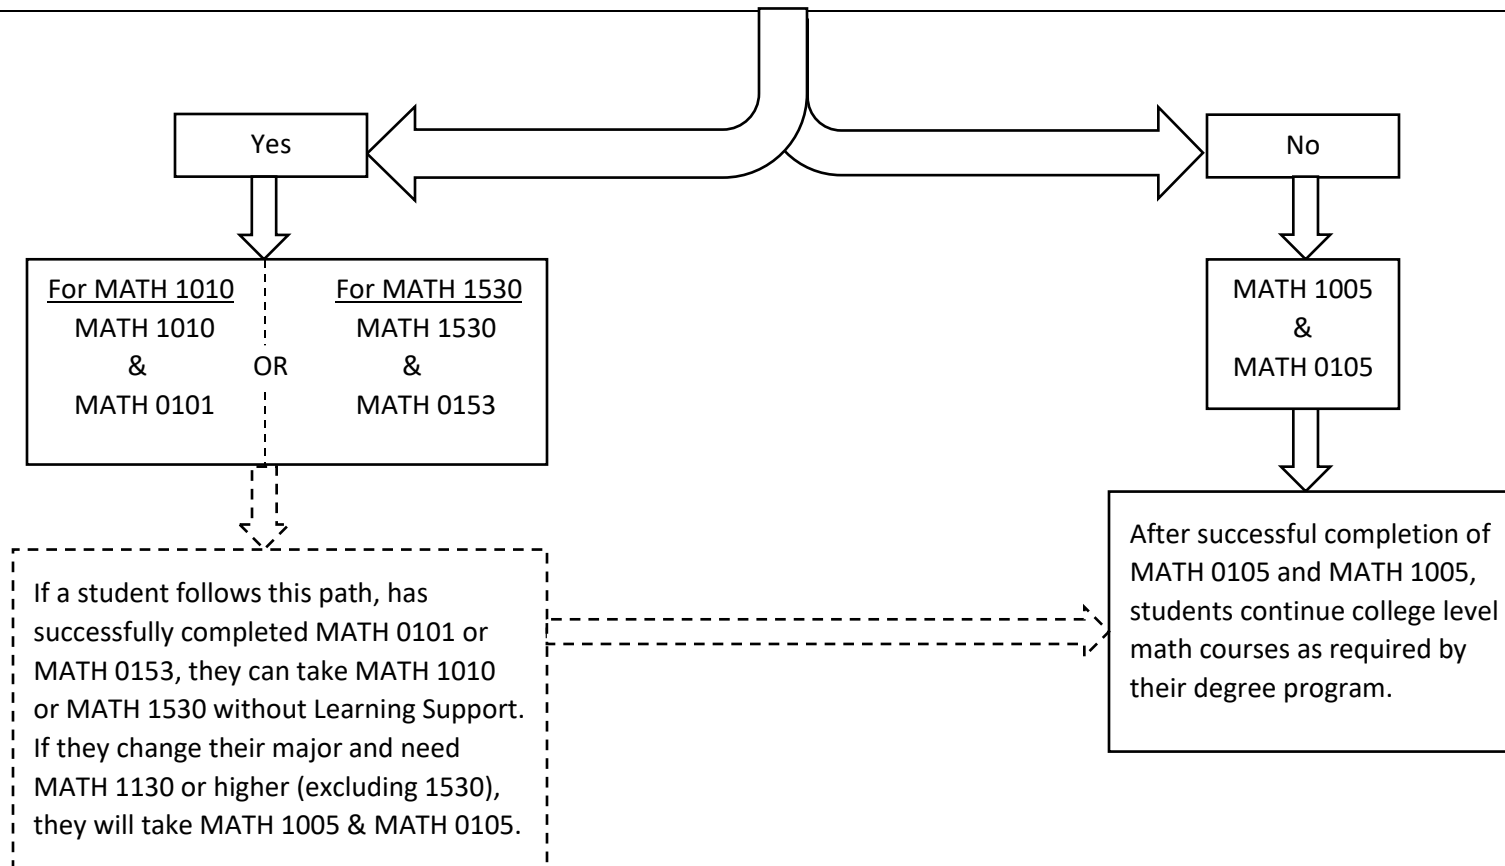 Yes
No
For MATH 1010
MATH 1010
&
MATH 0101
OR
For MATH 1530
MATH 1530
&
MATH 0153
MATH 1005
&
MATH 0105
If a student follows this path, has
successfully completed MATH 0101 or
MATH 0153, they can take MATH 1010
or MATH 1530 without Learning Support.
If they change their major and need
MATH 1130 or higher (excluding 1530),
they will take MATH 1005 & MATH 0105.
After successful completion of
MATH 0105 and MATH 1005,
students continue college level
math courses as required by
their degree program.